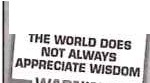 THE WORLD DOES
NOT ALWAYS
APPRECIATE WISDOM